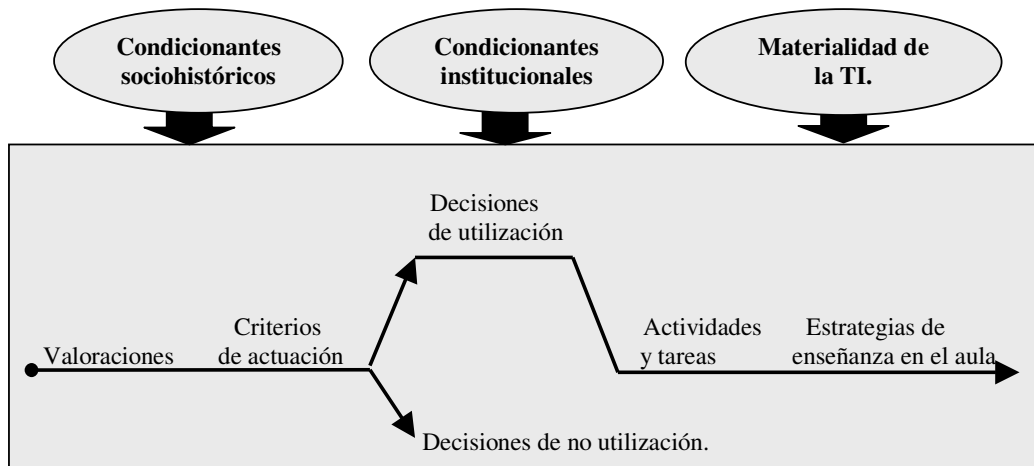 Condicionantes
sociohistóricos
Condicionantes
institucionales
Materialidad de
la TI.
Decisiones
de utilización
Valoraciones
Criterios
de actuación
Actividades
y tareas
Estrategias de
enseñanza en el aula
Decisiones de no utilización.